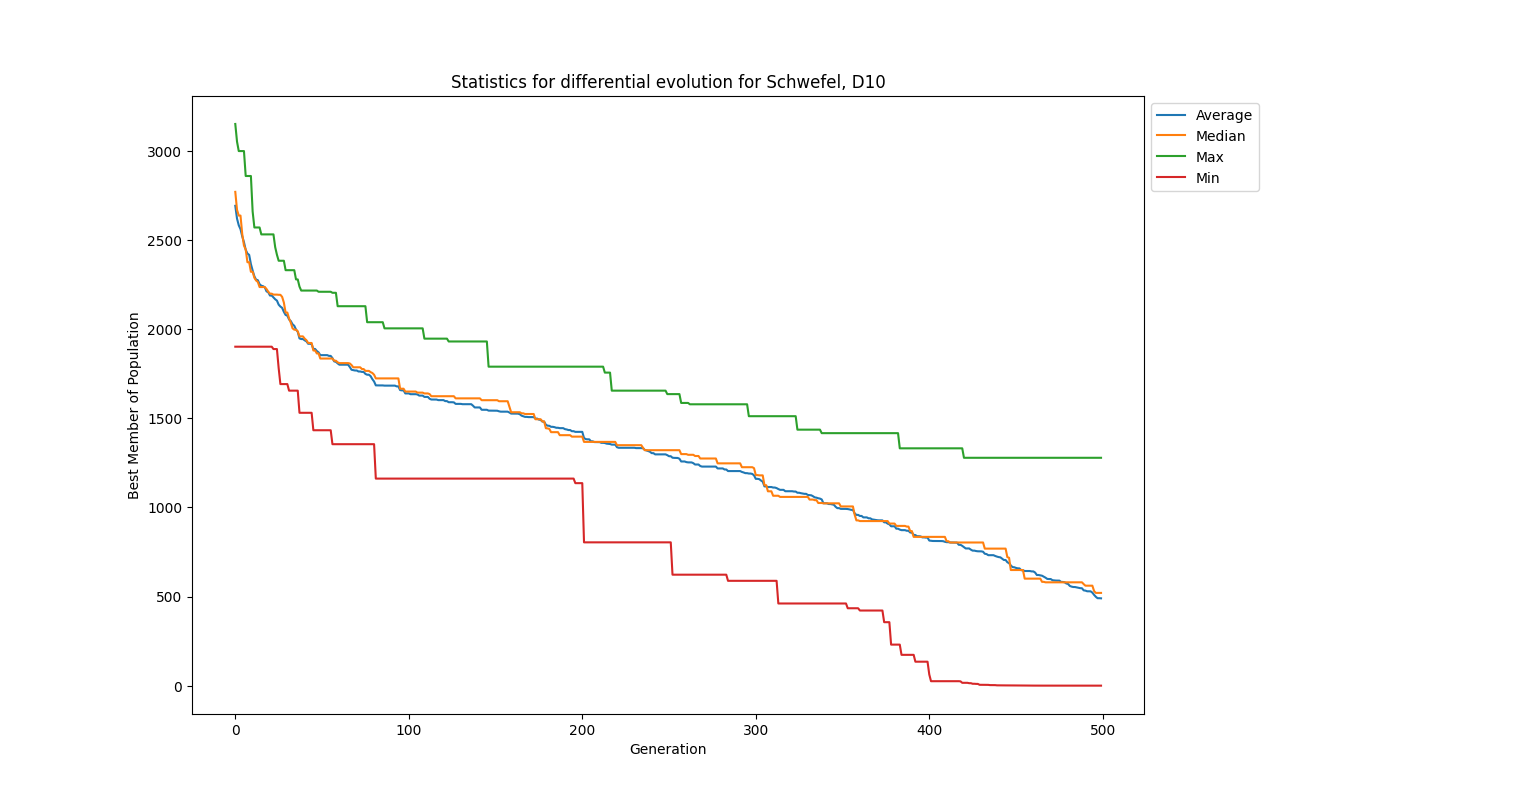 Statistics for differential evolution for Schwefel, D10
Average
Median
Max
Min
3000
2500
2000
1500
1000
500
0
Best Member of Population
0 100 200 300 400 500
Generation